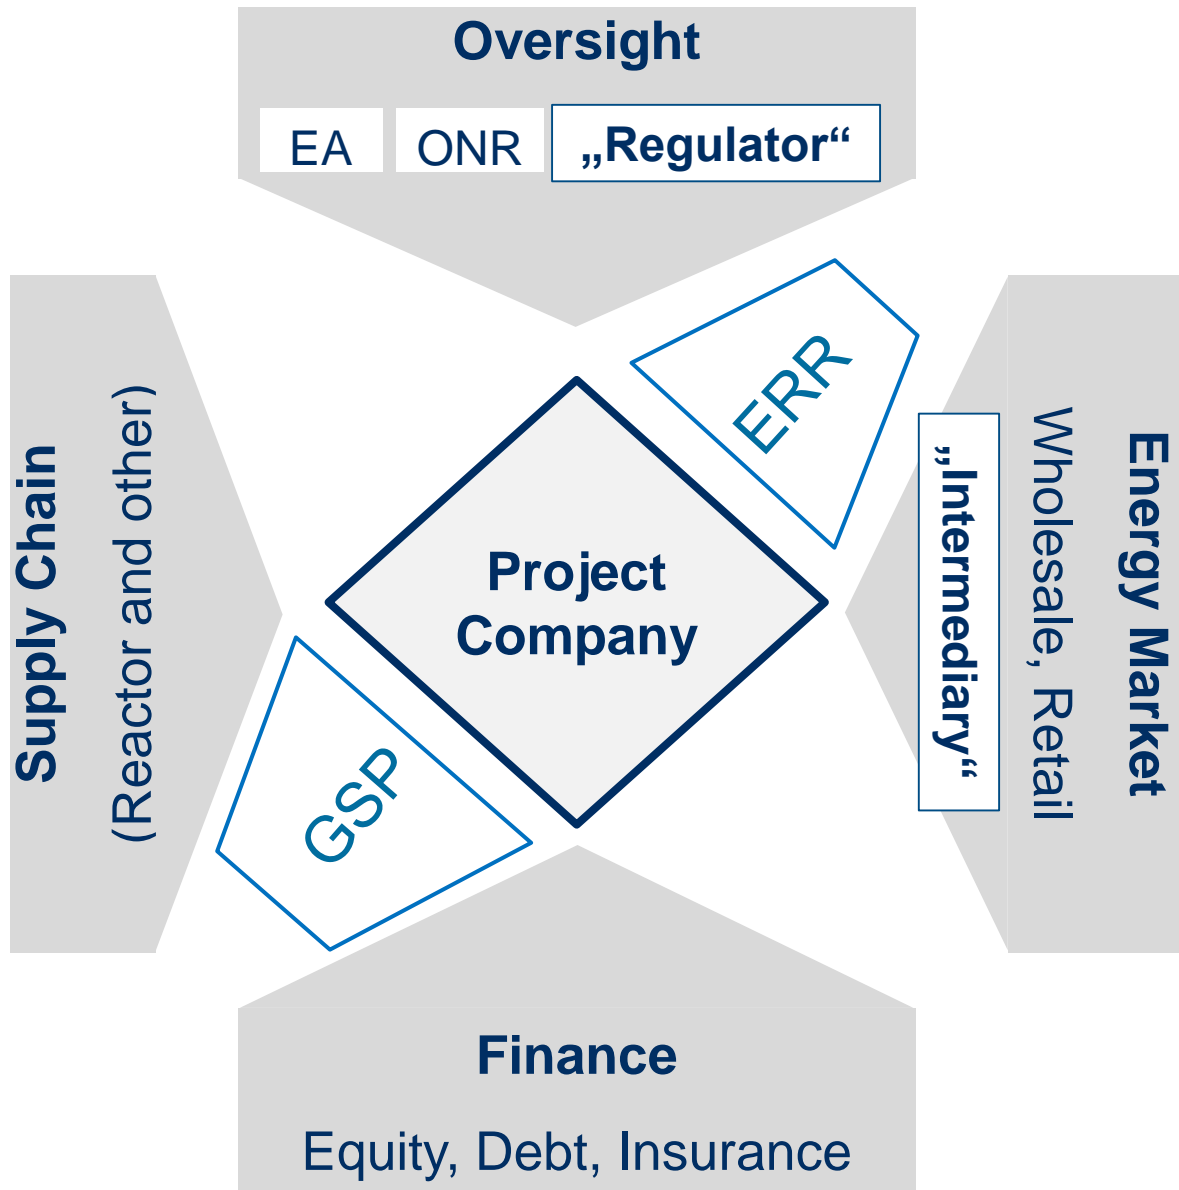 Oversight
EA
ONR
„Regulator“
ERR
Supply Chain
(Reactor and other)
Project
Company
„Intermediary“
Wholesale, Retail
Energy Market
GSP
Finance
Equity, Debt, Insurance